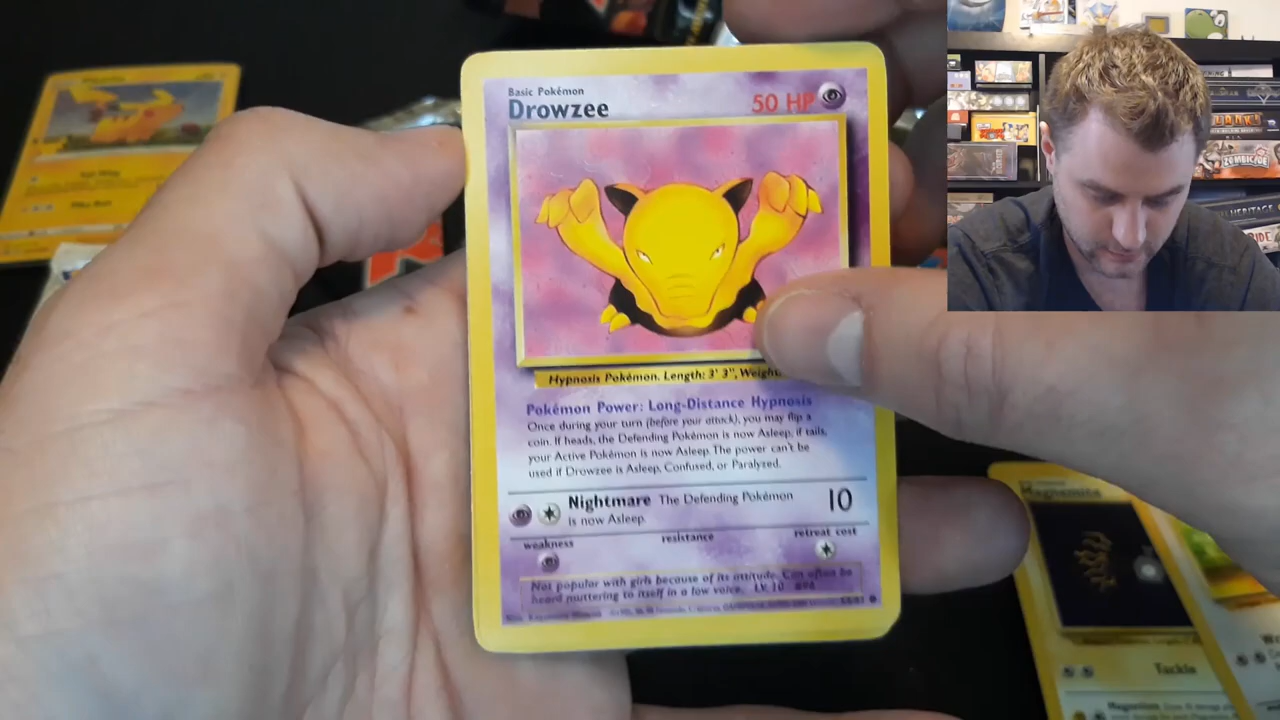 Basic Pokémon
Drowzee
50 HP
Hypnosis Pokémon. Length: 3' 3", Weight:
Pokémon Power: Long-Distance Hypnosis
Once during your turn (before your attack), you may flip a
coin. If heads, the Defending Pokémon is now Asleep, if tails,
your Active Pokémon is now Asleep. The power can't be
used if Drowzee is Asleep, Confused, or Paralyzed.
Nightmare The Defending Pokémon
is now Asleep.
10
weakness
resistance
retreat cost
Not popular with girls because of its attitude. Can often be
heard muttering to itself in a low voice. LV. 10
Magnemite
Tackle
ZOMBICIDE
HERITAGE